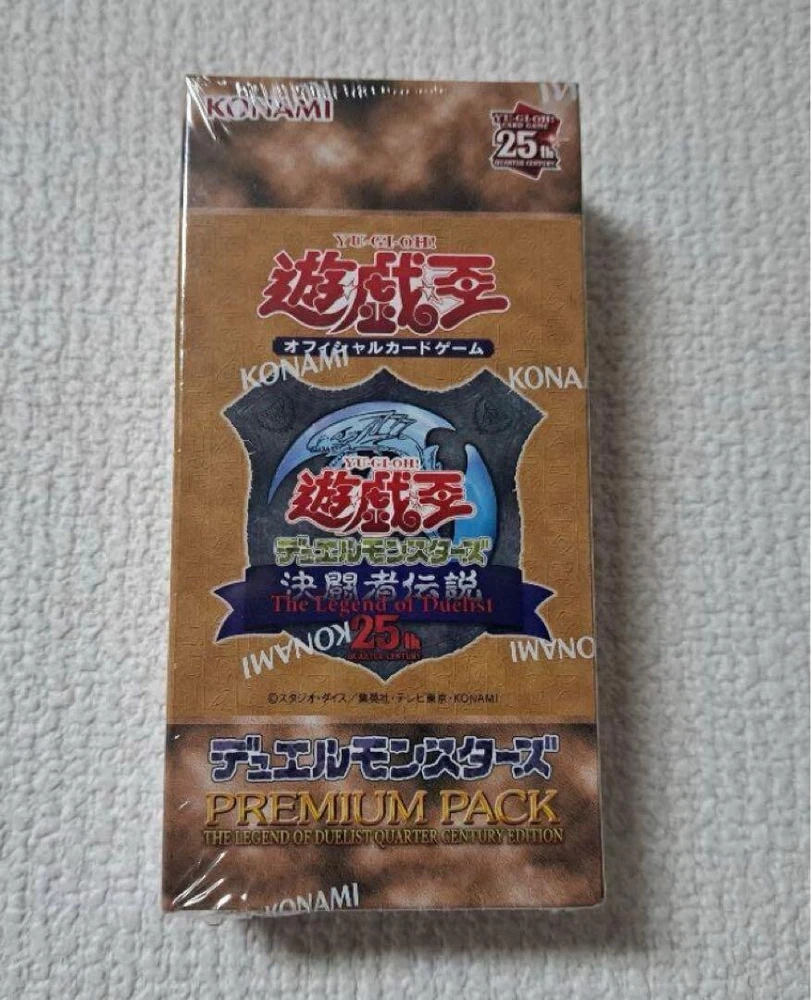 KONAMI
YU-GI-OH!
CARD GAME
25th
QUARTER CENTURY
YU-GI-OH!
遊戯王
オフィシャルカードゲーム
KONAMI
KONA
YU-GI-OH!
遊戯王
デュエルモンスターズ
決闘者伝説
The Legend of Duelist
25th
QUARTER CENTURY
KONAMI
KONAMI
©スタジオ・ダイス/集英社・テレビ東京・KONAMI
デュエルモンスターズ
PREMIUM PACK
THE LEGEND OF DUELIST QUARTER CENTURY EDITION
KONAMI